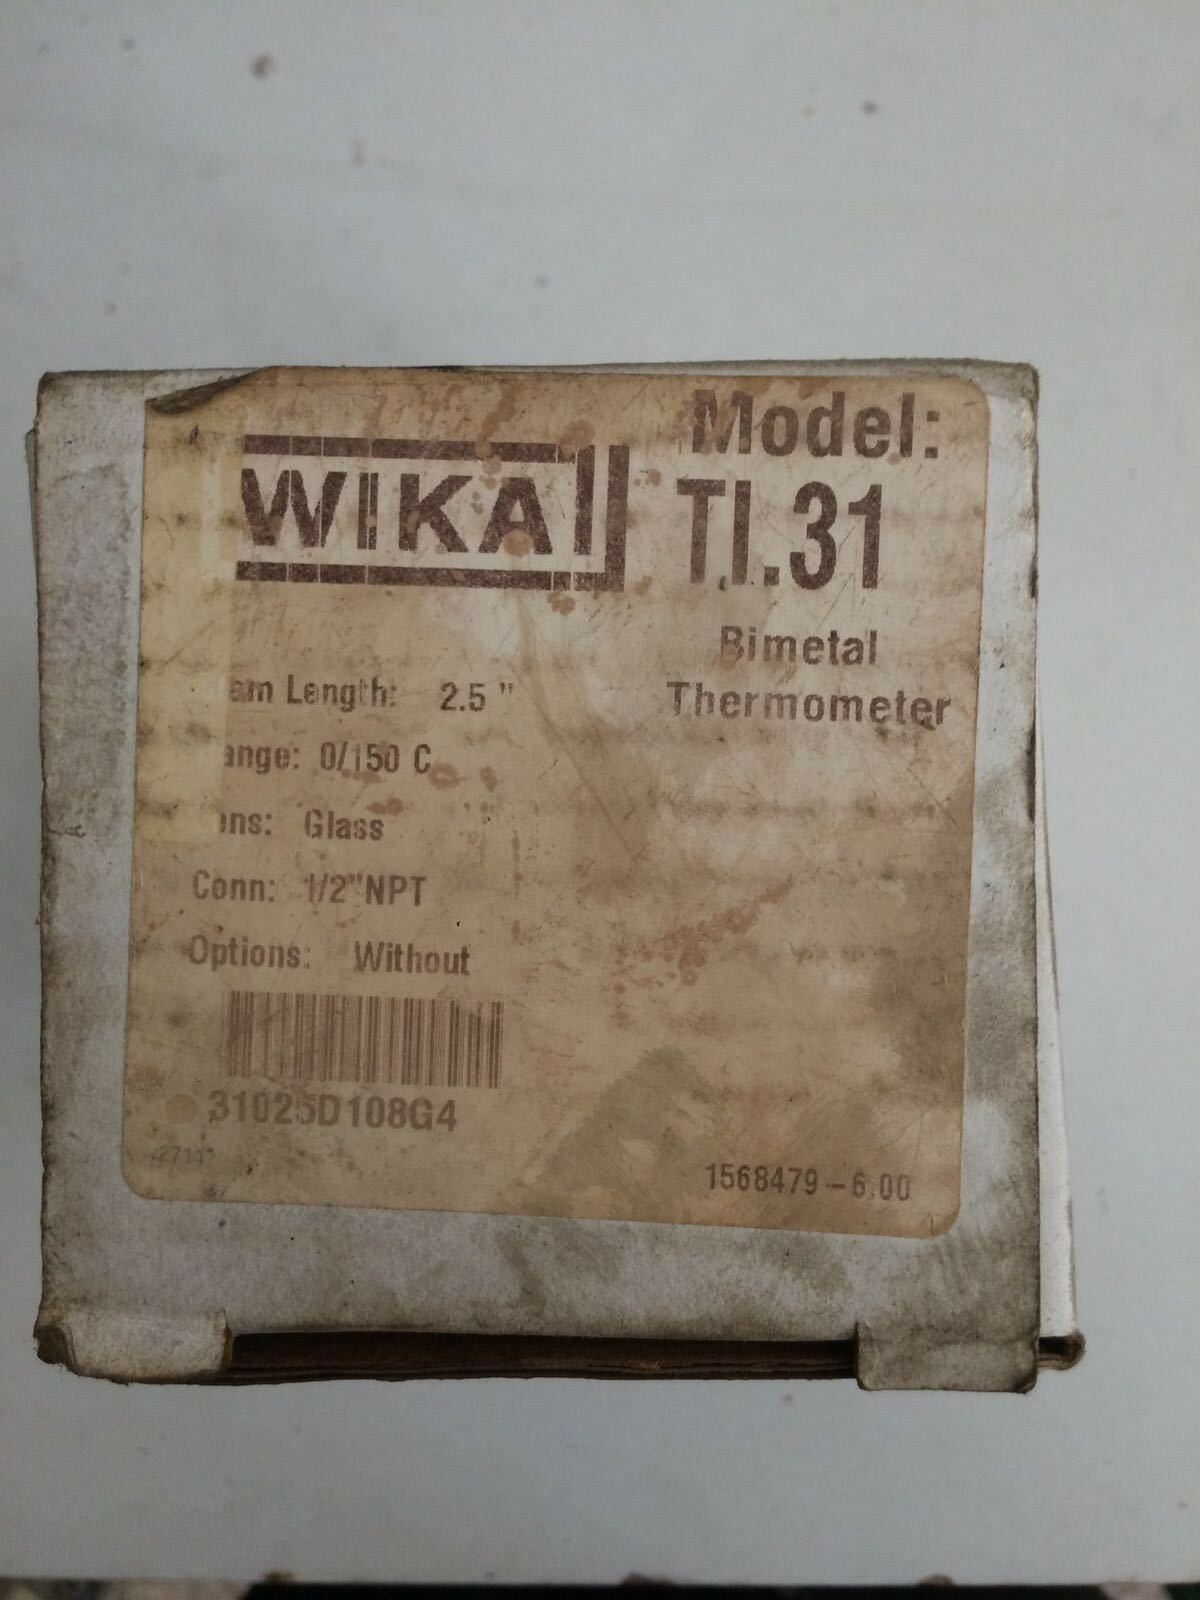 WIKA
Model:
TI.31
Bimetal
Thermometer
am Length: 2.5 "
ange: 0/150 C
ns: Glass
Conn: 1/2"NPT
Options: Without
31025D108G4
1568479-6.00